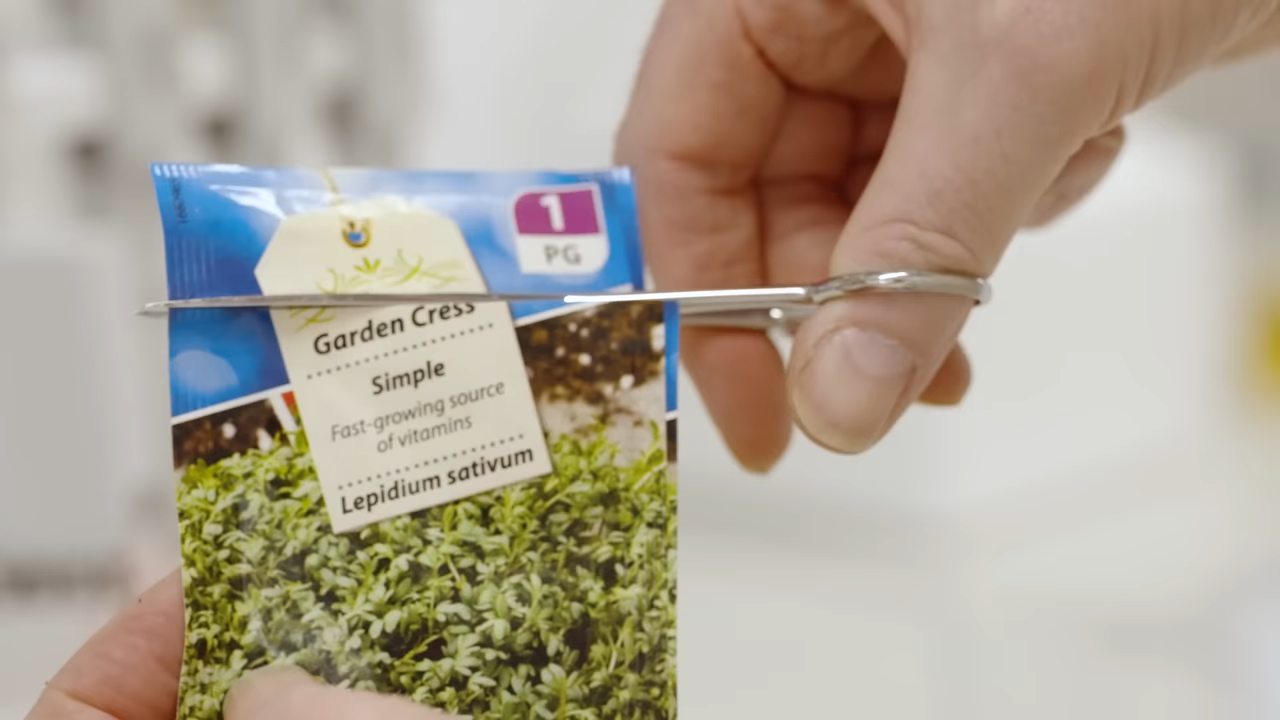 1
PG
Garden Cress
Simple
Fast-growing source
of vitamins
Lepidium sativum